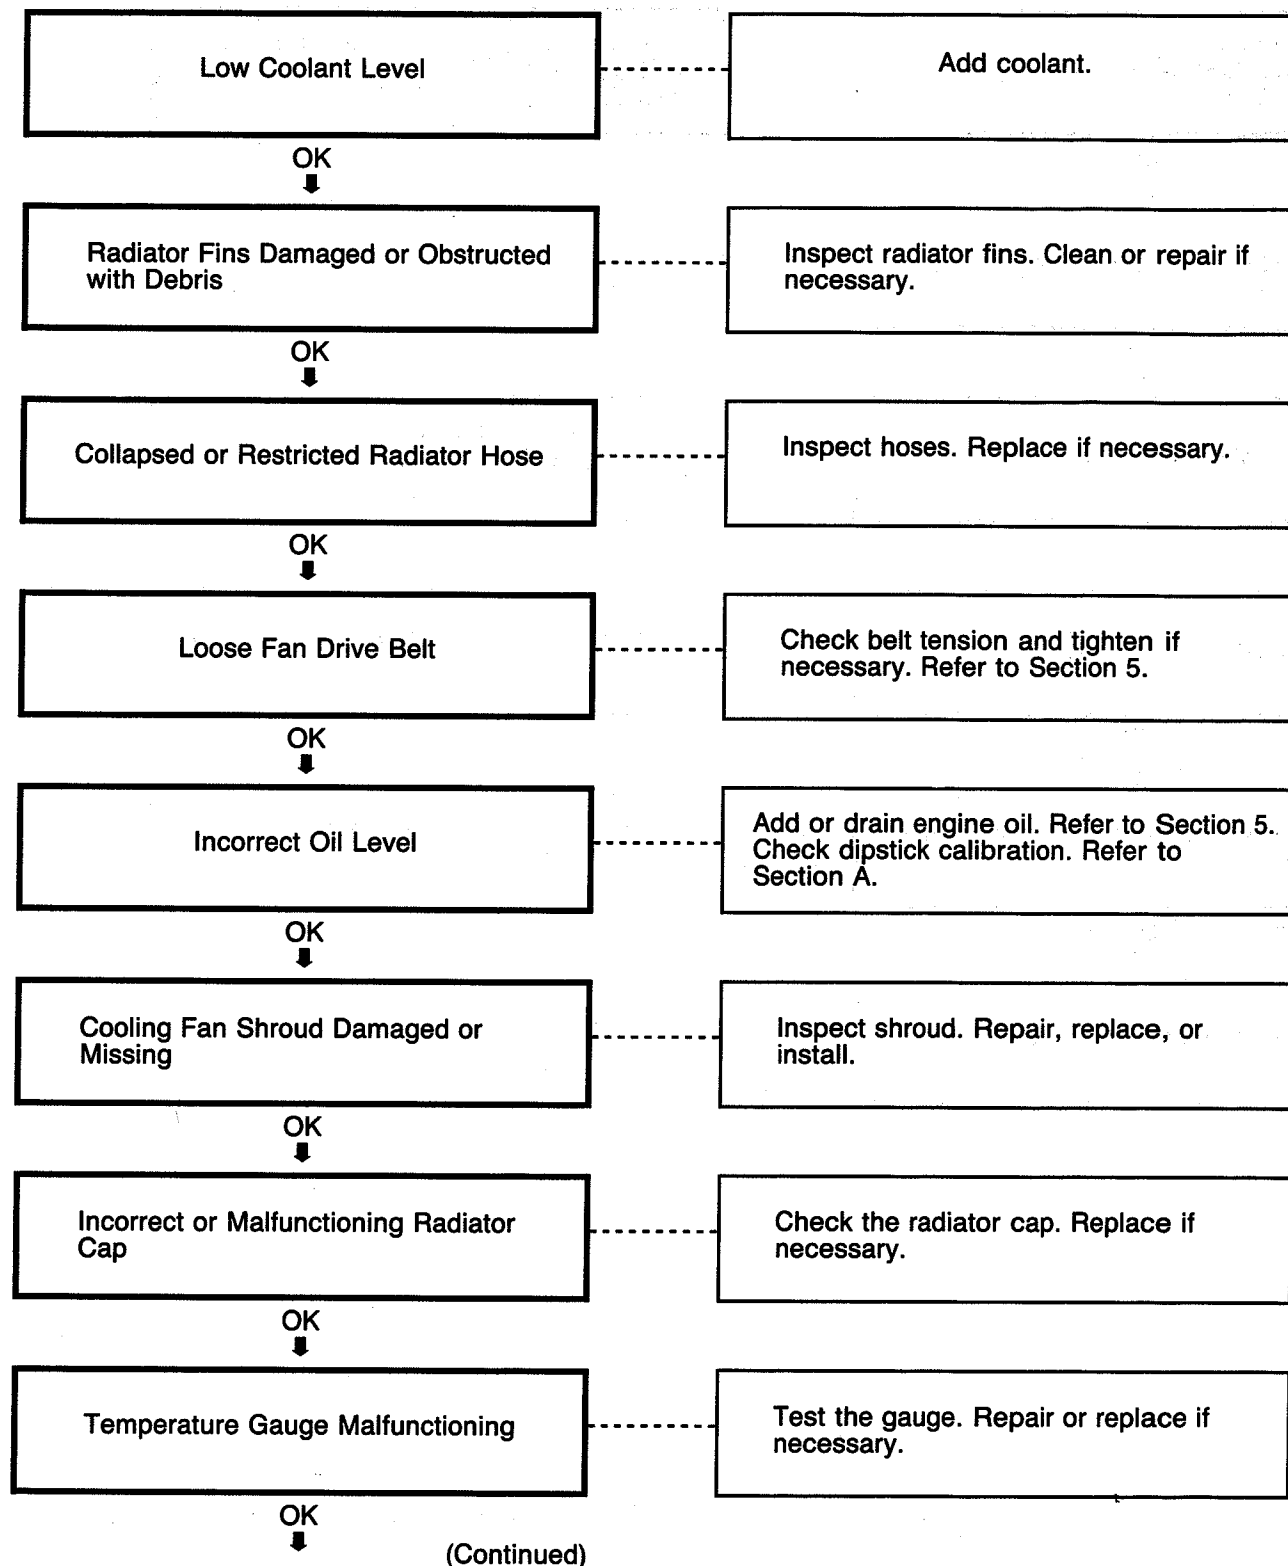 Low Coolant Level
Add coolant.
OK
Radiator Fins Damaged or Obstructed
with Debris
Inspect radiator fins. Clean or repair if
necessary.
OK
Collapsed or Restricted Radiator Hose
Inspect hoses. Replace if necessary.
OK
Loose Fan Drive Belt
Check belt tension and tighten if
necessary. Refer to Section 5.
OK
Incorrect Oil Level
Add or drain engine oil. Refer to Section 5.
Check dipstick calibration. Refer to
Section A.
OK
Cooling Fan Shroud Damaged or
Missing
Inspect shroud. Repair, replace, or
install.
OK
Incorrect or Malfunctioning Radiator
Cap
Check the radiator cap. Replace if
necessary.
OK
Temperature Gauge Malfunctioning
Test the gauge. Repair or replace if
necessary.
OK
(Continued)